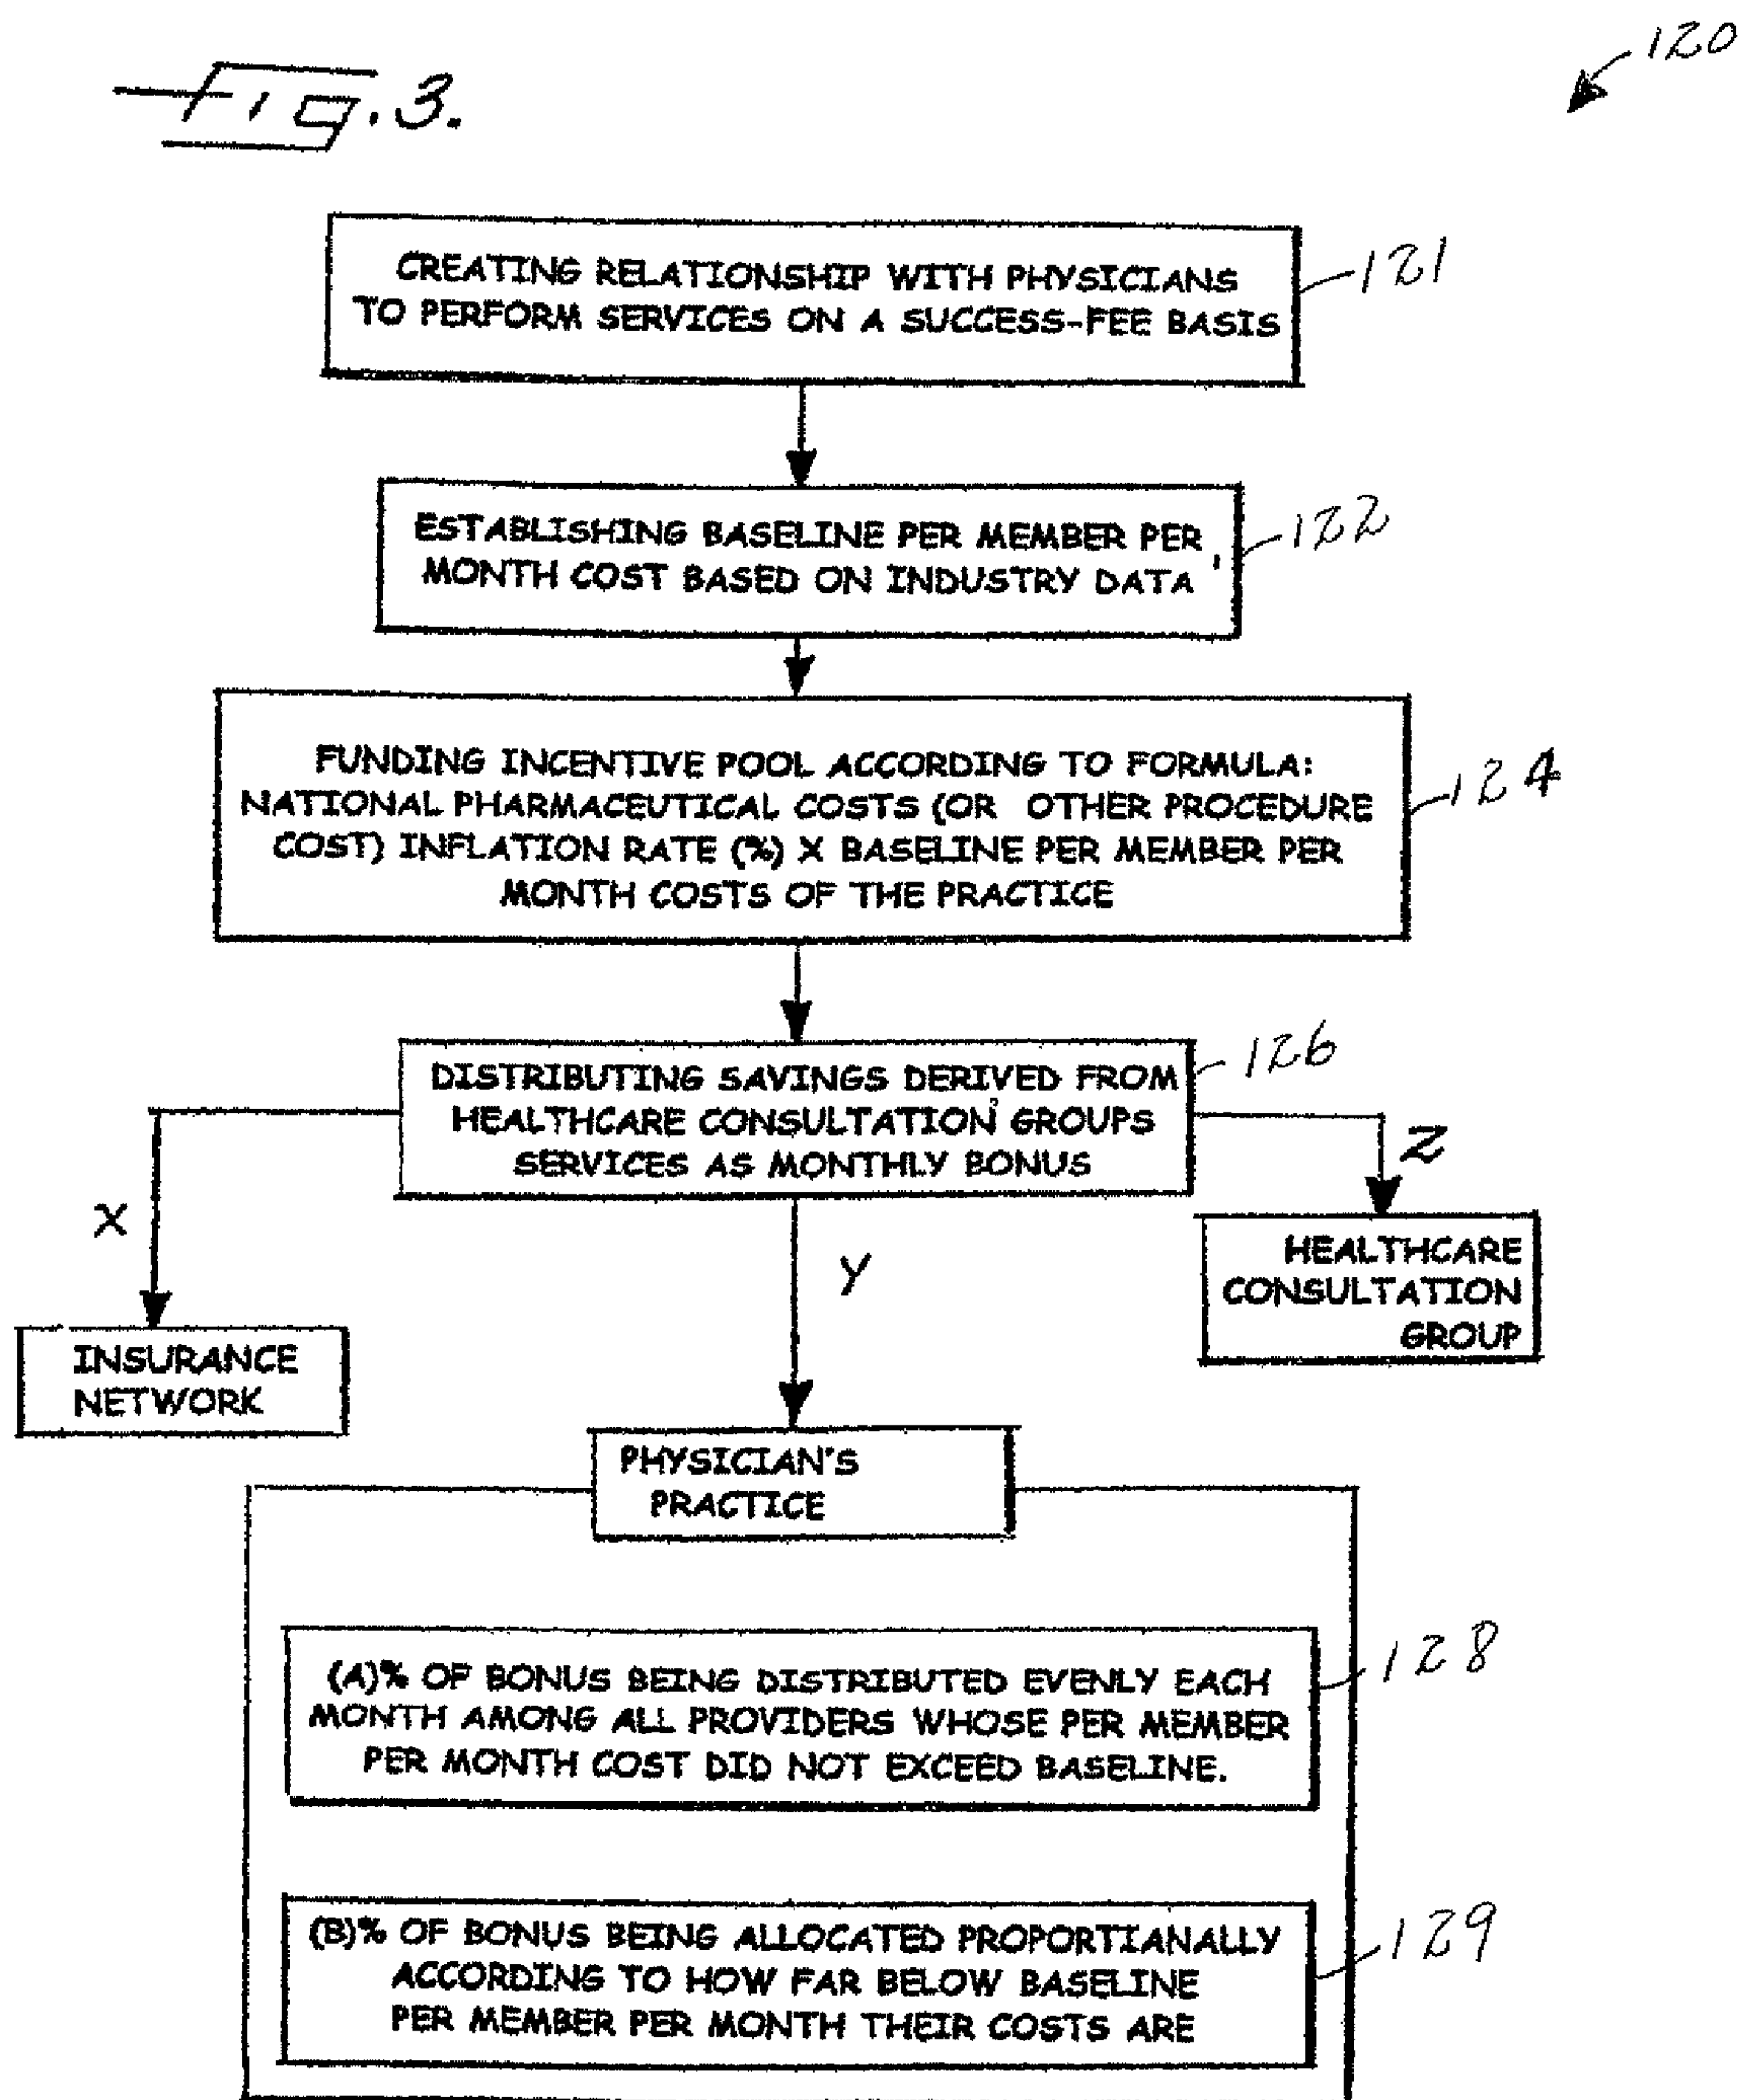 Fig. 3.
120
CREATING RELATIONSHIP WITH PHYSICIANS
TO PERFORM SERVICES ON A SUCCESS-FEE BASIS
121
ESTABLISHING BASELINE PER MEMBER PER
MONTH COST BASED ON INDUSTRY DATA
122
FUNDING INCENTIVE POOL ACCORDING TO FORMULA:
NATIONAL PHARMACEUTICAL COSTS (OR OTHER PROCEDURE
COST) INFLATION RATE (%) X BASELINE PER MEMBER PER
MONTH COSTS OF THE PRACTICE
124
DISTRIBUTING SAVINGS DERIVED FROM
HEALTHCARE CONSULTATION GROUPS
SERVICES AS MONTHLY BONUS
126
X
Y
Z
HEALTHCARE
CONSULTATION
GROUP
INSURANCE
NETWORK
PHYSICIAN'S
PRACTICE
(A)% OF BONUS BEING DISTRIBUTED EVENLY EACH
MONTH AMONG ALL PROVIDERS WHOSE PER MEMBER
PER MONTH COST DID NOT EXCEED BASELINE.
128
(B)% OF BONUS BEING ALLOCATED PROPORTIANALLY
ACCORDING TO HOW FAR BELOW BASELINE
PER MEMBER PER MONTH THEIR COSTS ARE
129